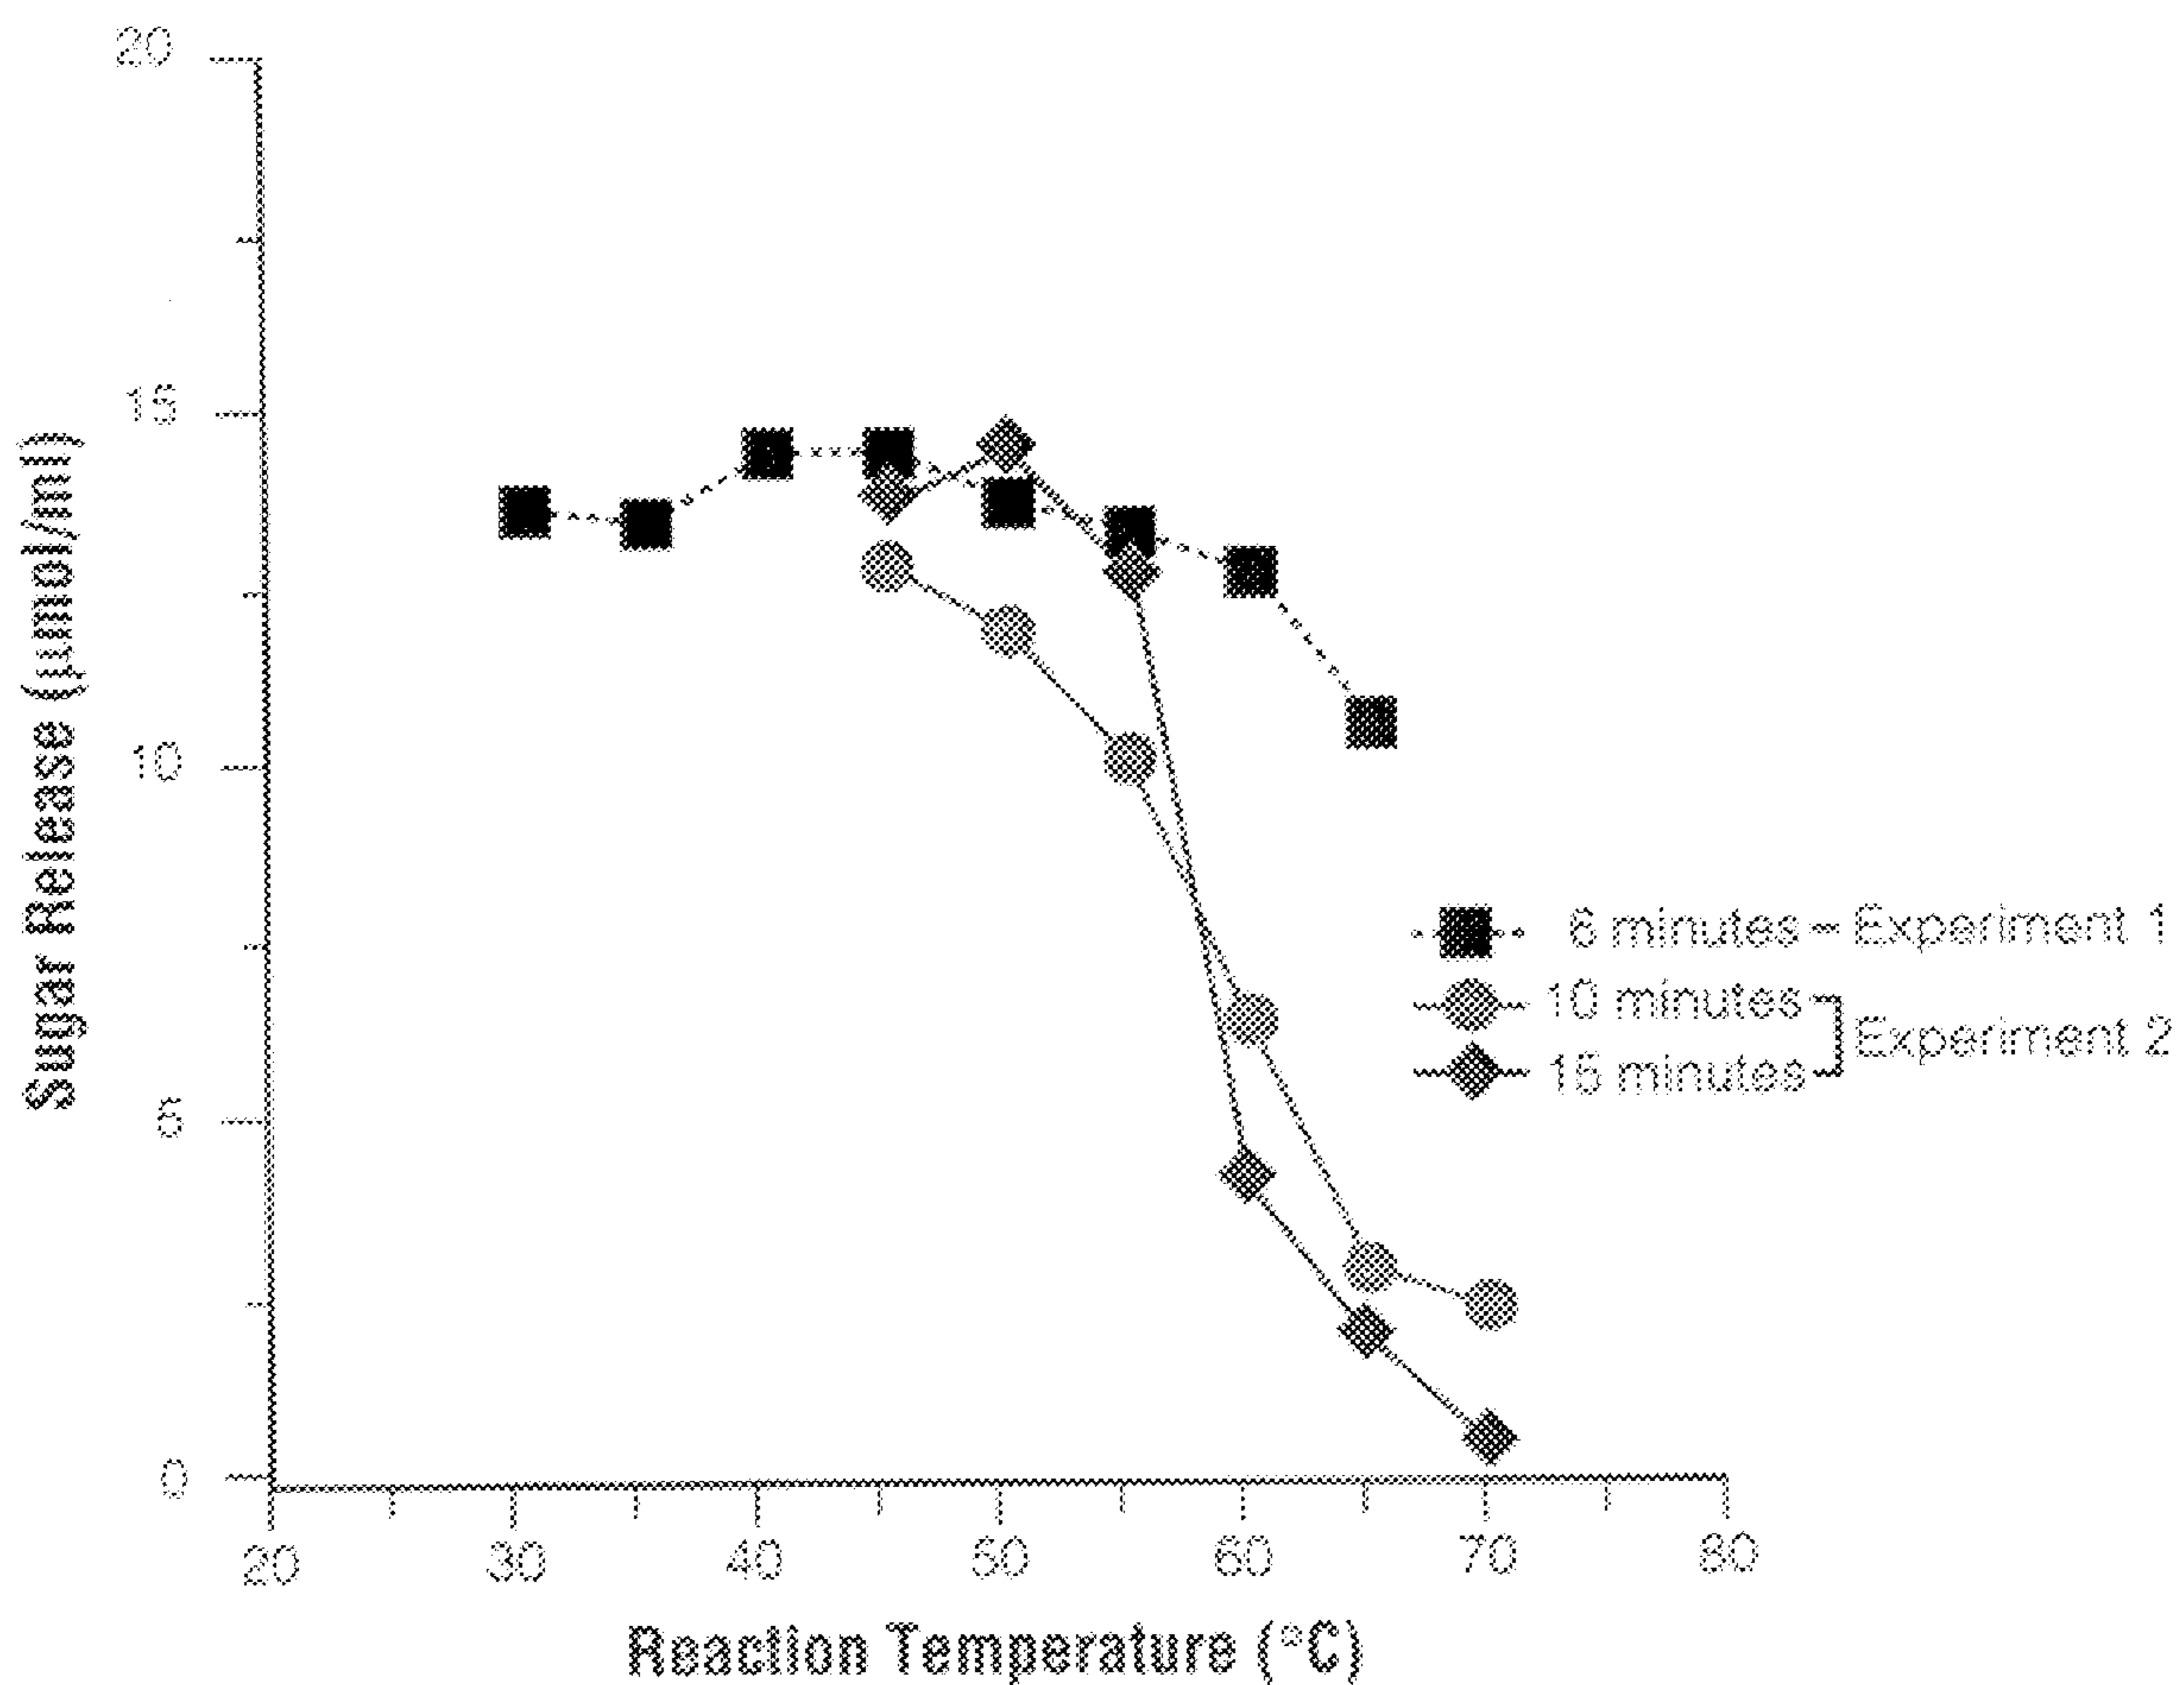 20
15
10
5
0
Sugar Release (µmol/ml)
20 30 40 50 60 70 80
Reaction Temperature (°C)
6 minutes – Experiment 1
10 minutes
15 minutes
Experiment 2